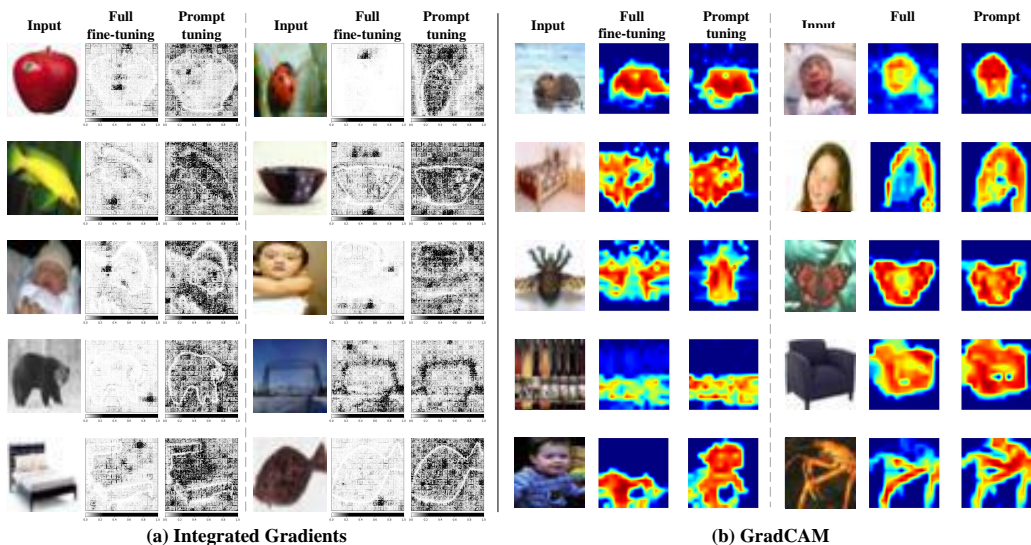 Input
Full
fine-tuning
Prompt
tuning
Input
Full
fine-tuning
Prompt
tuning
Input
Full
fine-tuning
Prompt
tuning
Input
Full
Prompt
(a) Integrated Gradients
(b) GradCAM